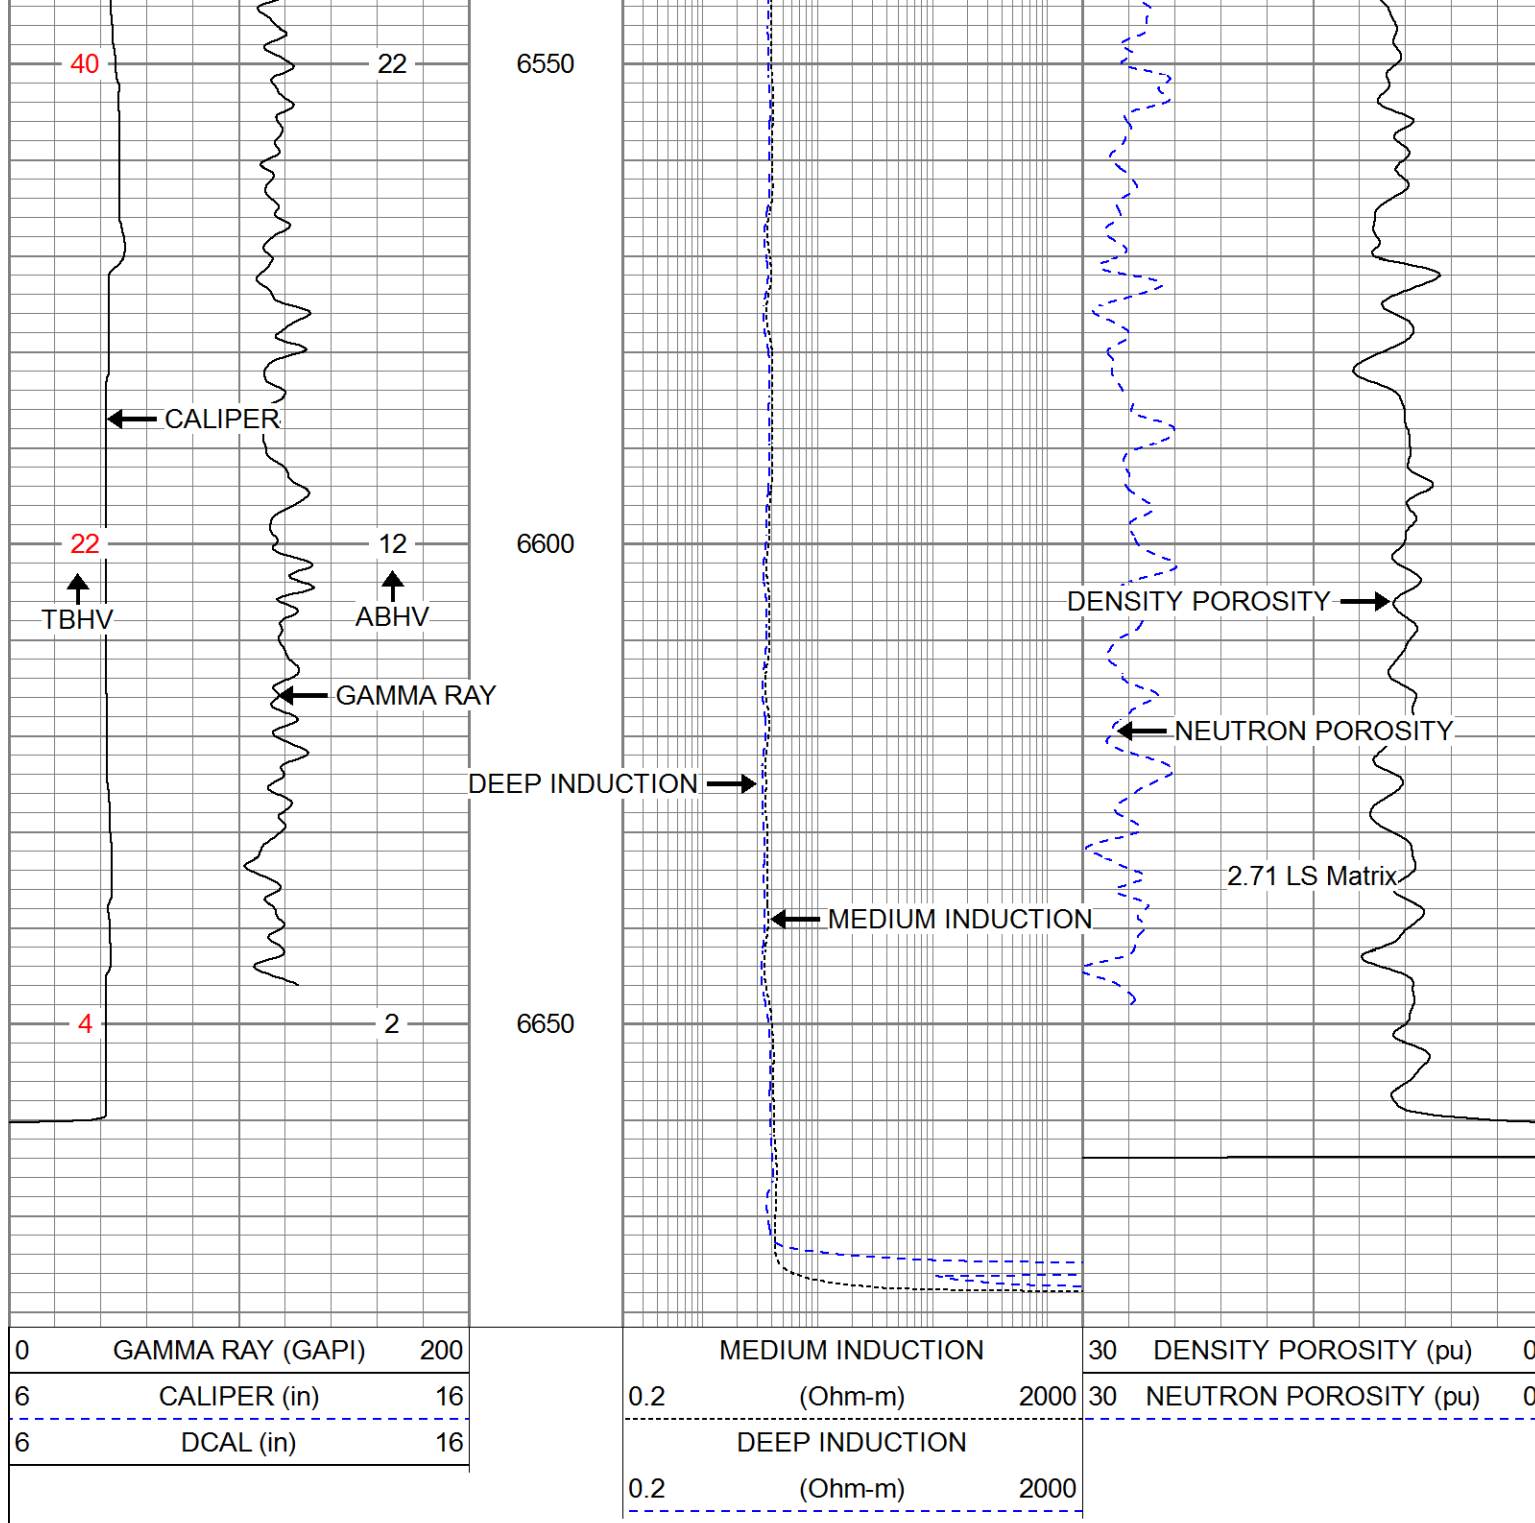 40 22 6550
CALIPER
22 12 6600
TBHV ABHV
DENSITY POROSITY
GAMMA RAY
NEUTRON POROSITY
DEEP INDUCTION
2.71 LS Matrix
MEDIUM INDUCTION
4 2 6650
0 GAMMA RAY (GAPI) 200
6 CALIPER (in) 16
6 DCAL (in) 16
MEDIUM INDUCTION
0.2 (Ohm-m) 2000
DEEP INDUCTION
0.2 (Ohm-m) 2000
30 DENSITY POROSITY (pu) 0
30 NEUTRON POROSITY (pu) 0